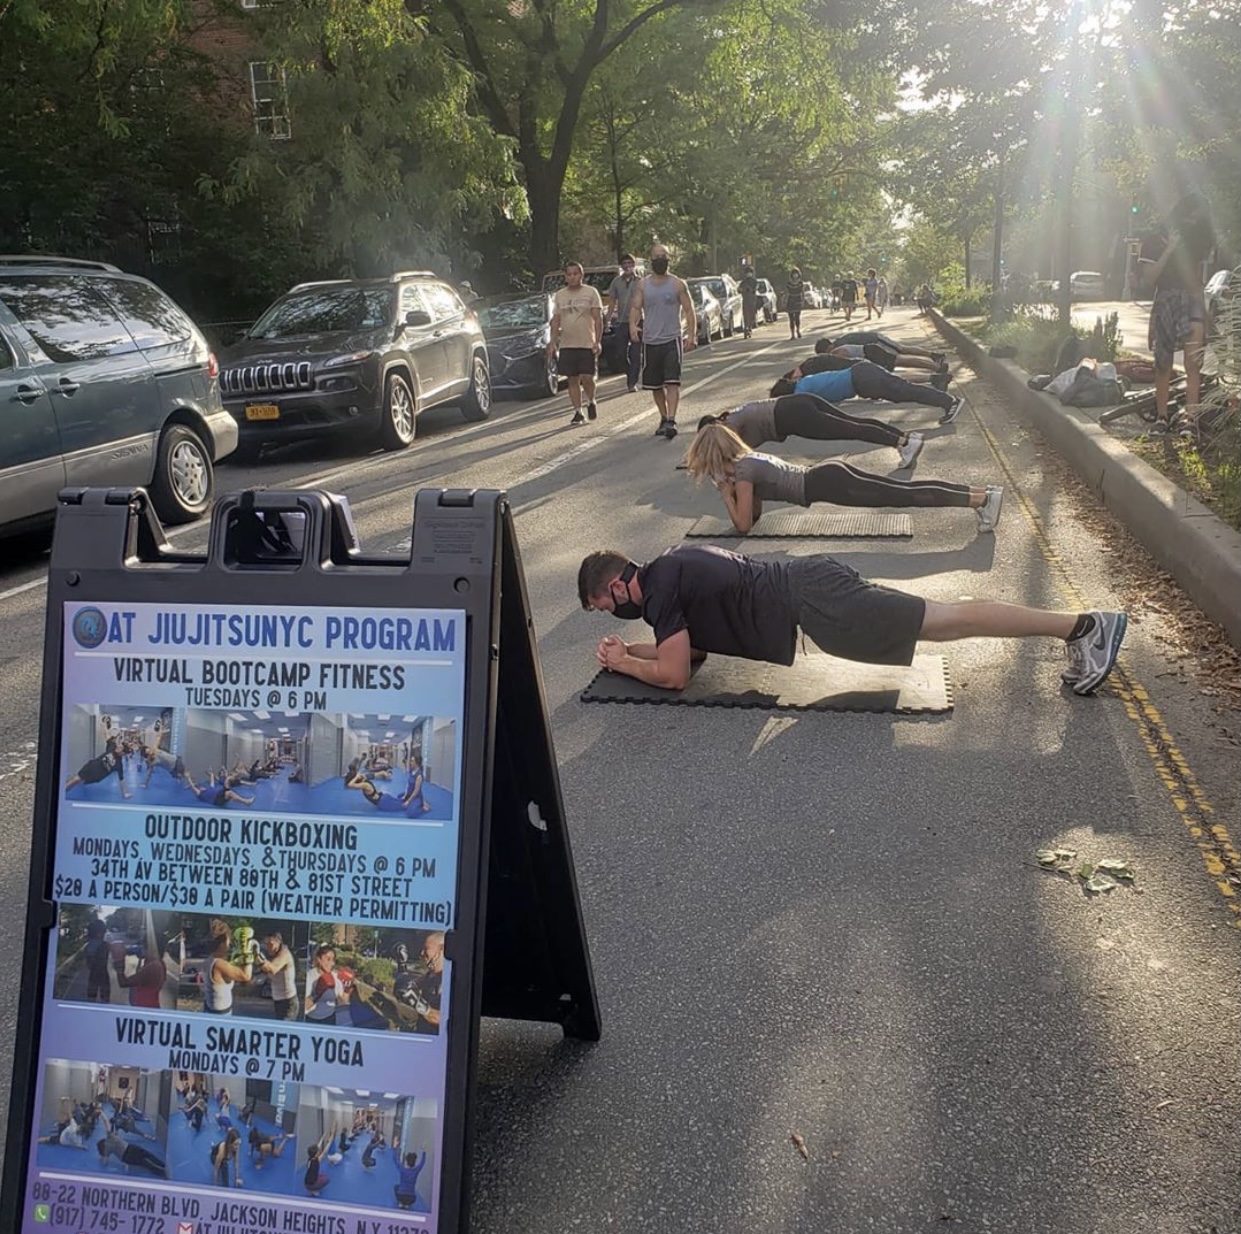 AT JIUJITSUNYC PROGRAM
VIRTUAL BOOTCAMP FITNESS
TUESDAYS @ 6 PM
OUTDOOR KICKBOXING
MONDAYS, WEDNESDAYS, & THURSDAYS @ 6 PM
34TH AV BETWEEN 80TH & 81ST STREET
$20 A PERSON/$30 A PAIR (WEATHER PERMITTING)
VIRTUAL SMARTER YOGA
MONDAYS @ 7 PM
80-22 NORTHERN BLVD, JACKSON HEIGHTS, N.Y
(917) 745-1772
SIENNA